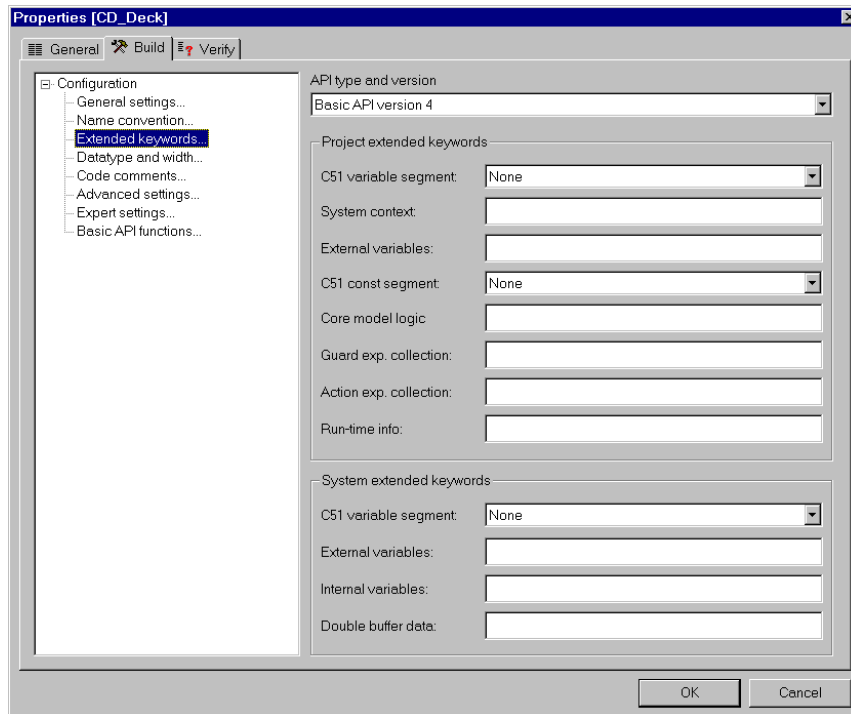 Properties [CD_Deck]
General Build Verify
Configuration
General settings...
Name convention...
Extended keywords...
Datatype and width...
Code comments...
Advanced settings...
Expert settings...
Basic API functions...
API type and version
Basic API version 4
Project extended keywords
C51 variable segment: None
System context:
External variables:
C51 const segment: None
Core model logic
Guard exp. collection:
Action exp. collection:
Run-time info:
System extended keywords
C51 variable segment: None
External variables:
Internal variables:
Double buffer data:
OK Cancel